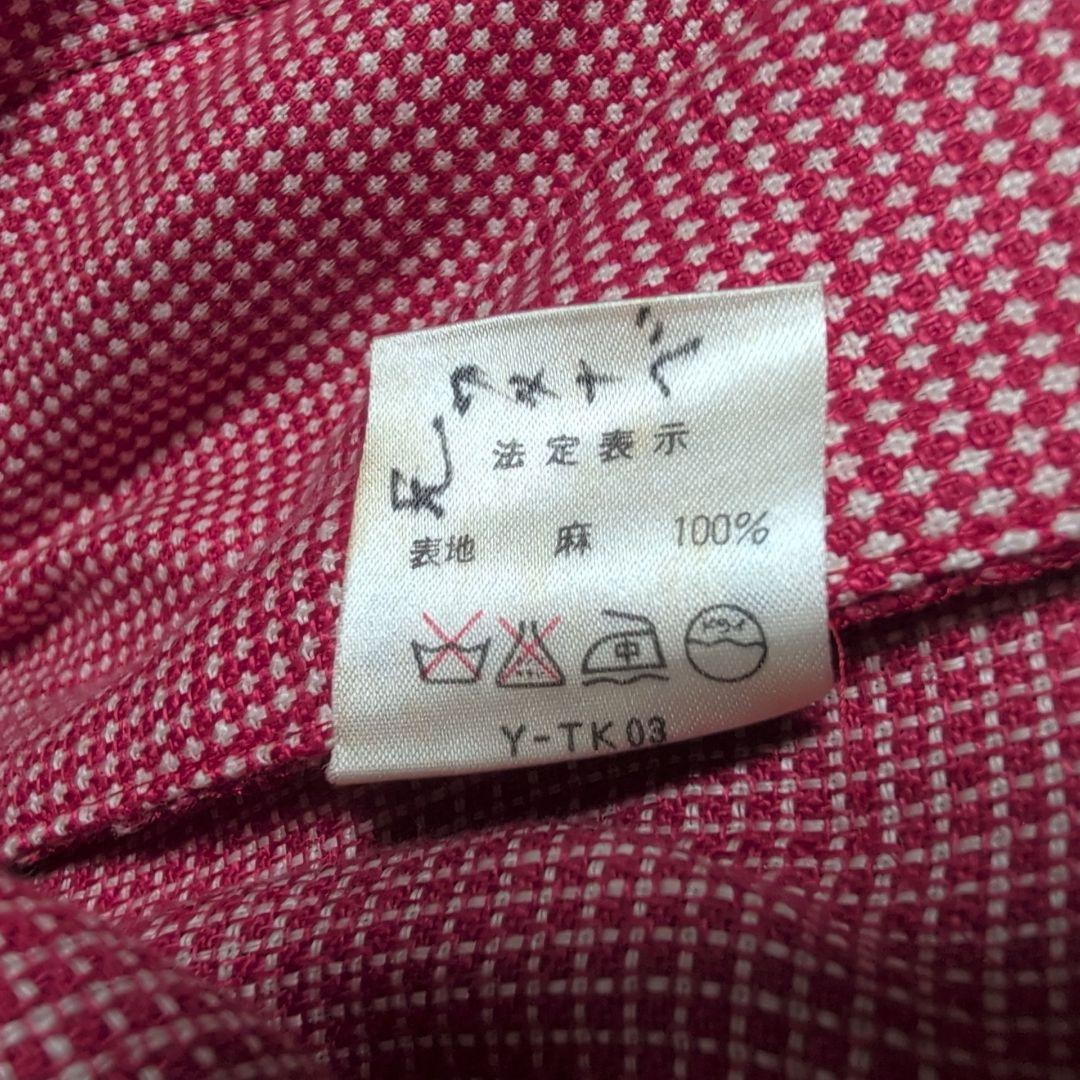 法定表示
表地 麻 100%
中
Y-TK03